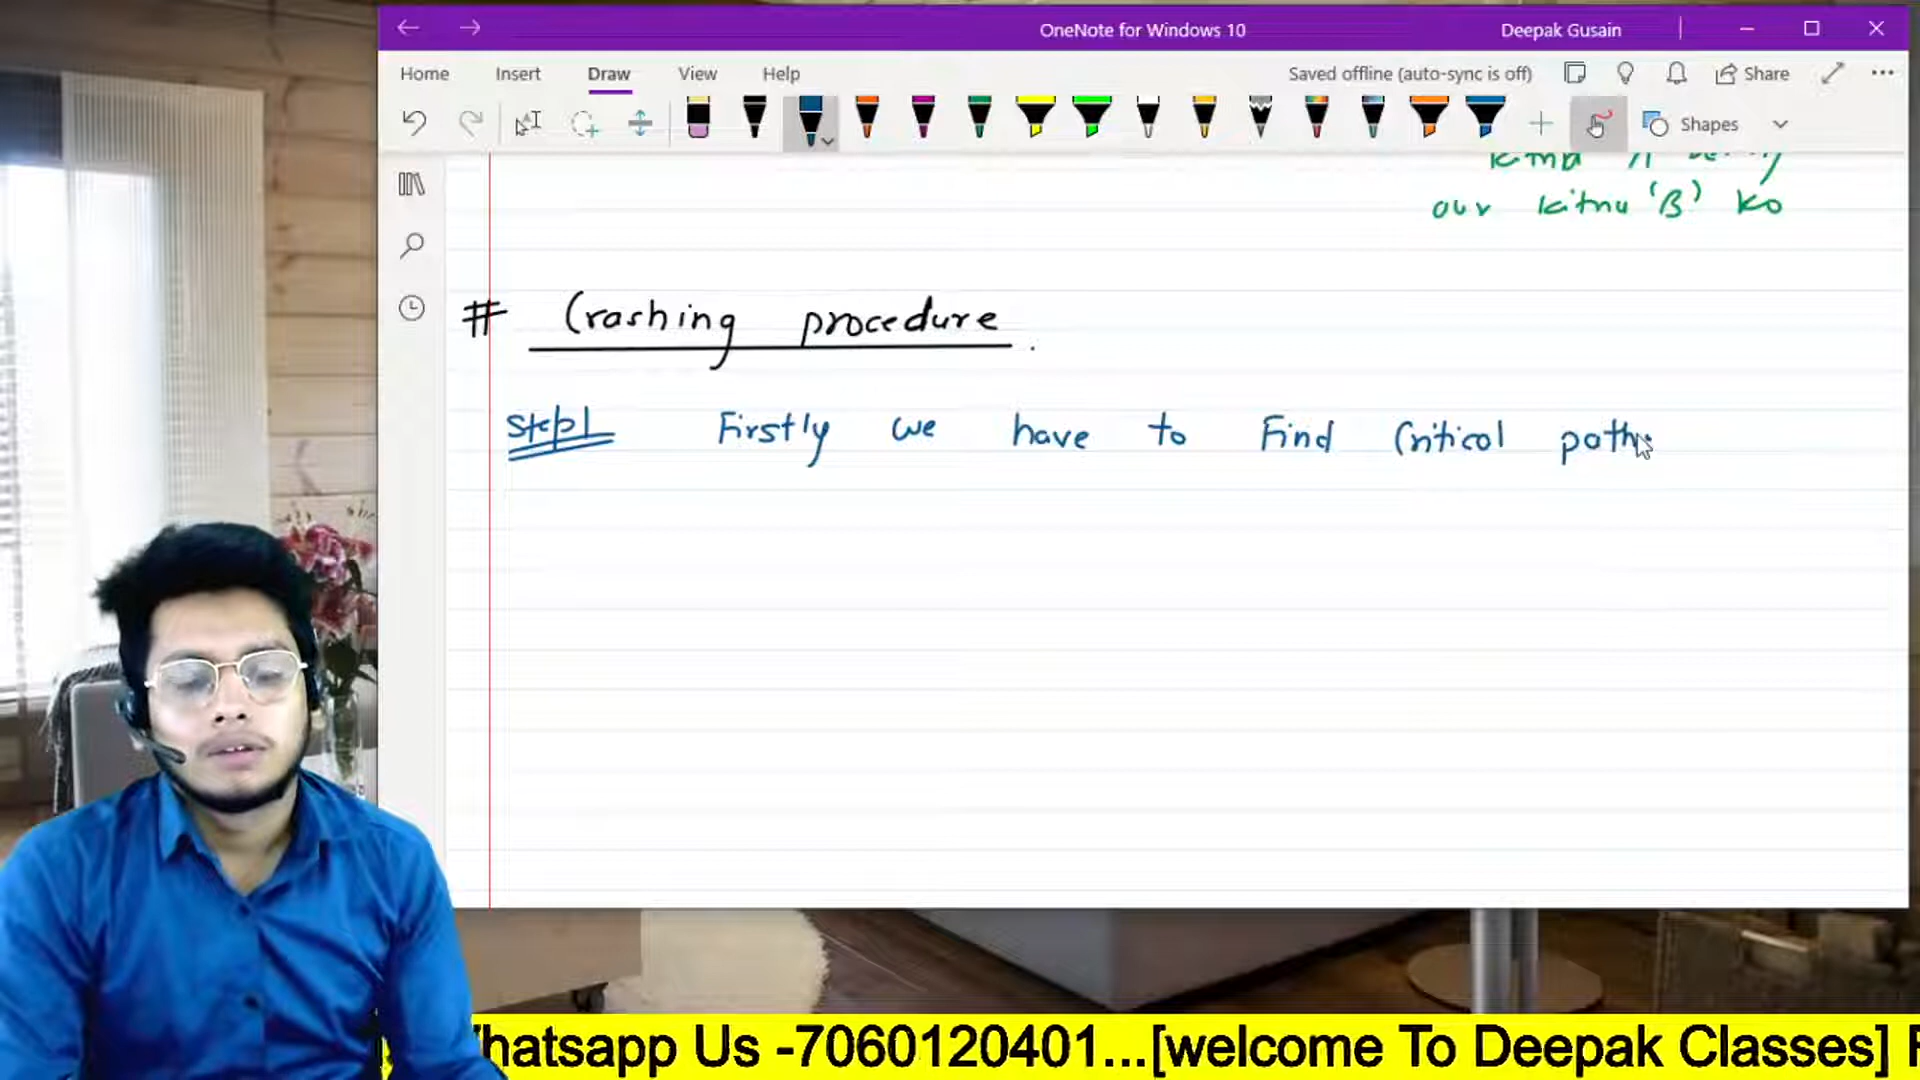 OneNote for Windows 10
Deepak Gusain
Home Insert Draw View Help
Saved offline (auto-sync is off) Share
Shapes
our kitnu 'B' ko
# Crashing procedure.
Step1 Firstly we have to Find Critical path
hatsapp Us -7060120401...[welcome To Deepak Classes]